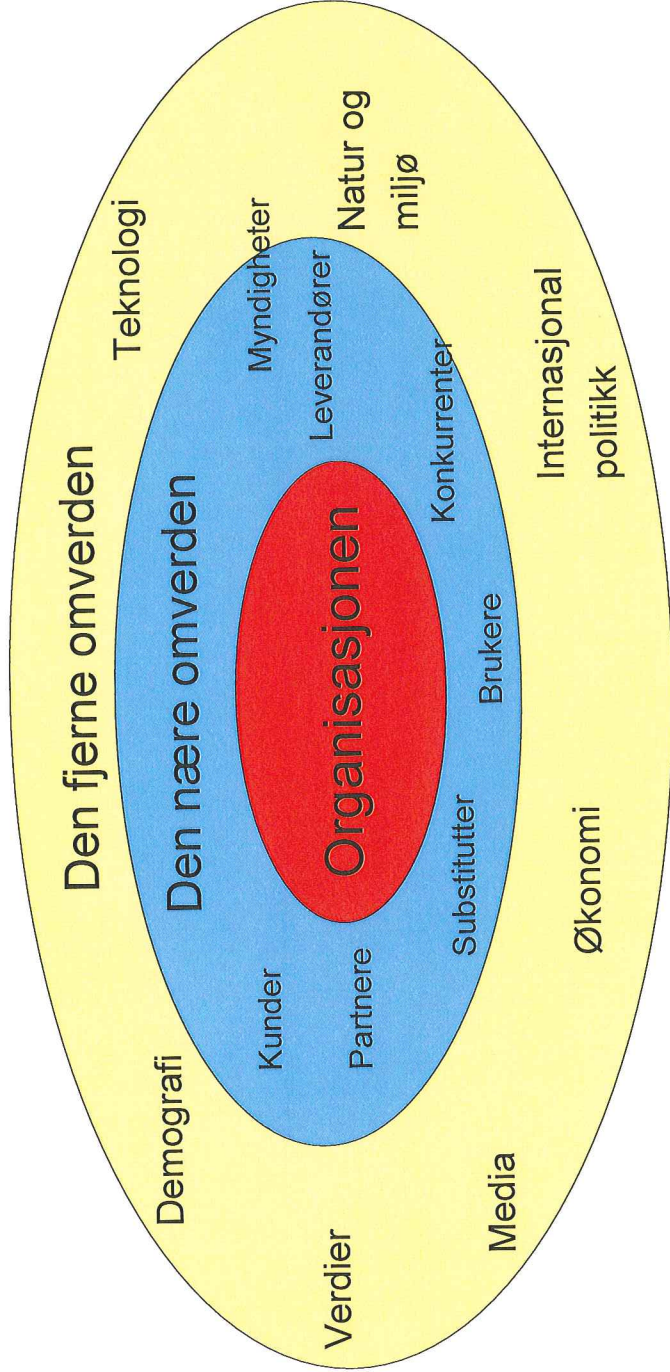 Den fjerne omverden
Teknologi
Demografi
Den nære omverden
Myndigheter
Kunder
Leverandører
Organisasjonen
Partnere
Natur og
miljø
Verdier
Konkurrenter
Substitutter
Brukere
Media
Internasjonal
politikk
Økonomi